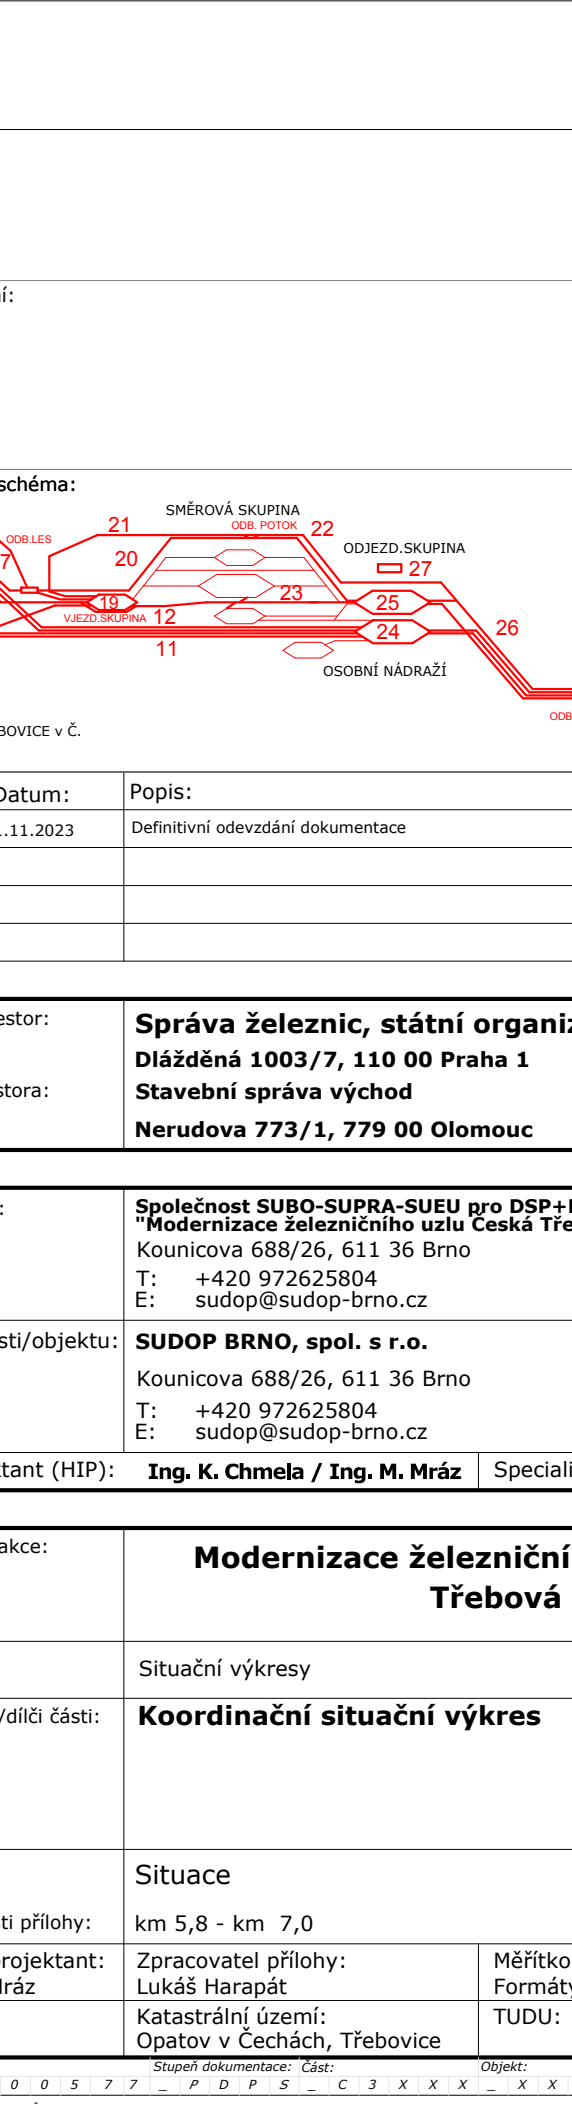 í:
schéma:
SMĚROVÁ SKUPINA
21
ODB. POTOK
22
ODB.LES
7
20
ODJEZD.SKUPINA
27
19
23
25
VJEZD.SKUPINA
12
24
26
11
OSOBNÍ NÁDRAŽÍ
ODB
BOVICE v Č.
Datum: Popis:
.11.2023 Definitivní odevzdání dokumentace
estor: Správa železnic, státní organiz
Dlážděná 1003/7, 110 00 Praha 1
stora: Stavební správa východ
Nerudova 773/1, 779 00 Olomouc
: Společnost SUBO-SUPRA-SUEU pro DSP+
"Modernizace železničního uzlu Česká Tře
Kounicova 688/26, 611 36 Brno
T: +420 972625804
E: sudop@sudop-brno.cz
sti/objektu: SUDOP BRNO, spol. s r.o.
Kounicova 688/26, 611 36 Brno
T: +420 972625804
E: sudop@sudop-brno.cz
tant (HIP): Ing. K. Chmela / Ing. M. Mráz Speciali
akce: Modernizace železniční
Třebová
Situační výkresy
/dílči části: Koordinační situační výkres
Situace
ti přílohy: km 5,8 - km 7,0
rojektant: Zpracovatel přílohy: Měřítko
Mráz Lukáš Harapát Formáty
Katastrální území: TUDU:
Opatov v Čechách, Třebovice
Stupeň dokumentace: Část: Objekt:
0 0 5 7 7 _ P D P S _ C 3 X X X _ X X